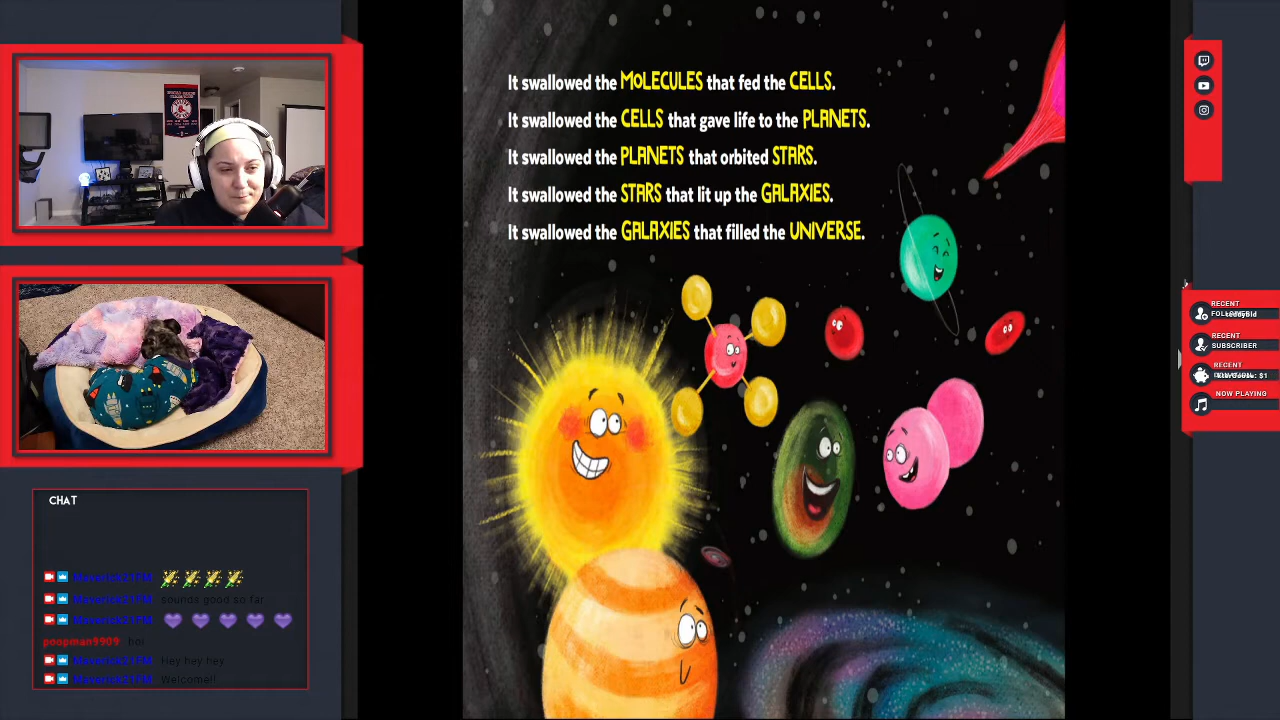 It swallowed the MOLECULES that fed the CELLS.
It swallowed the CELLS that gave life to the PLANETS.
It swallowed the PLANETS that orbited STARS.
It swallowed the STARS that lit up the GALAXIES.
It swallowed the GALAXIES that filled the UNIVERSE.
CHAT
Maverick21FM
Maverick21FM sounds good so far
Maverick21FM
poopman9909 hoi
Maverick21FM Hey hey hey
Maverick21FM Welcome!!
RECENT
RECENT
SUBSCRIBER
RECENT
$1
NOW PLAYING